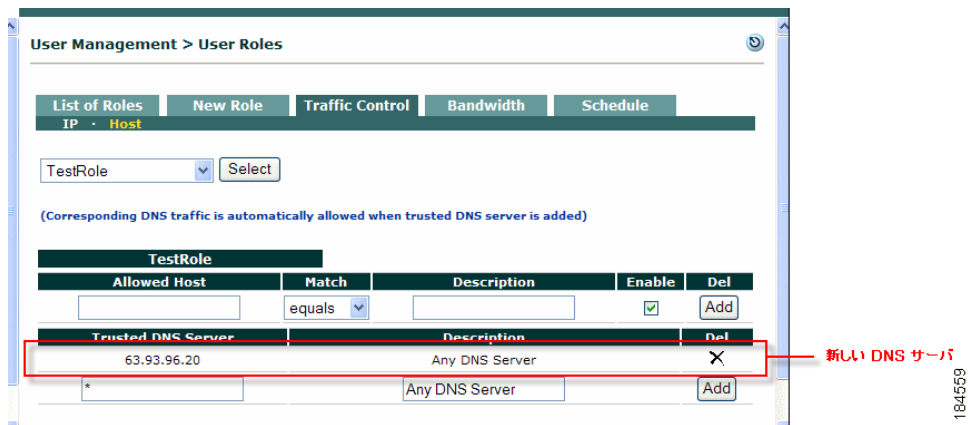 User Management > User Roles
List of Roles New Role Traffic Control Bandwidth Schedule
IP · Host
TestRole Select
(Corresponding DNS traffic is automatically allowed when trusted DNS server is added)
TestRole
Allowed Host Match Description Enable Del
equals Add
Trusted DNS Server Description Del
63.93.96.20 Any DNS Server
新しい DNS サーバ
* Any DNS Server Add
184559